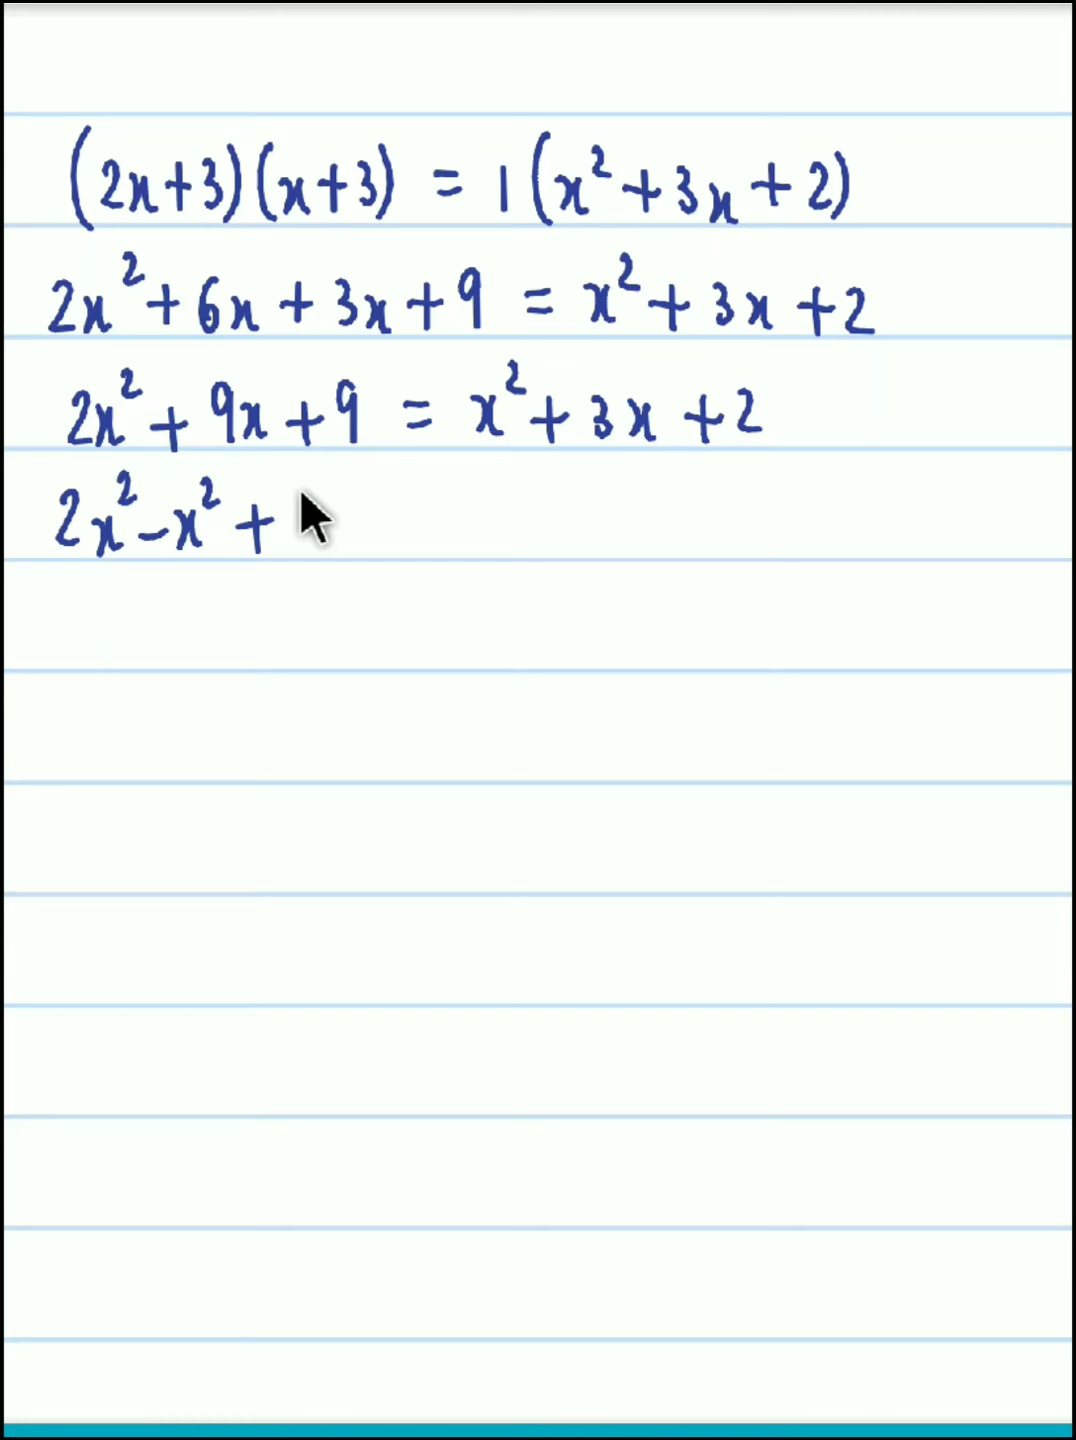 (2x+3)(x+3) = 1(x²+3x+2)
2x²+6x+3x+9 = x²+3x+2
2x²+9x+9 = x²+3x+2
2x²-x²+